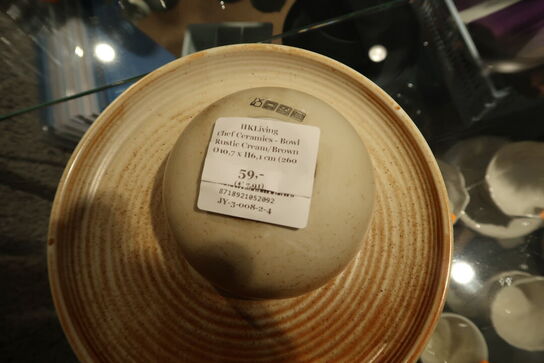 HKLiving
chef Ceramics - Bowl
Rustic Cream/Brown
Ø10,7 x H6,1 cm (260
59,-
8718921052092
JY-3-008-2-4